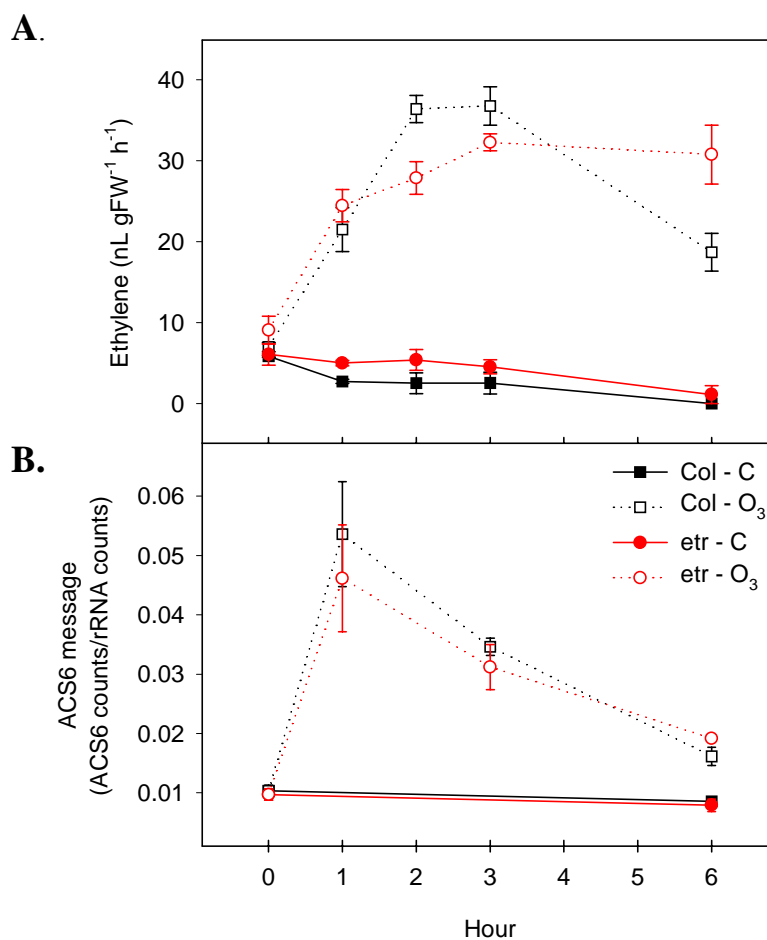 A.
Ethylene (nL gFW⁻¹ h⁻¹)
40
30
20
10
0
B.
ACS6 message
(ACS6 counts/rRNA counts)
0.06
0.05
0.04
0.03
0.02
0.01
Col - C
Col - O₃
etr - C
etr - O₃
0 1 2 3 4 5 6
Hour